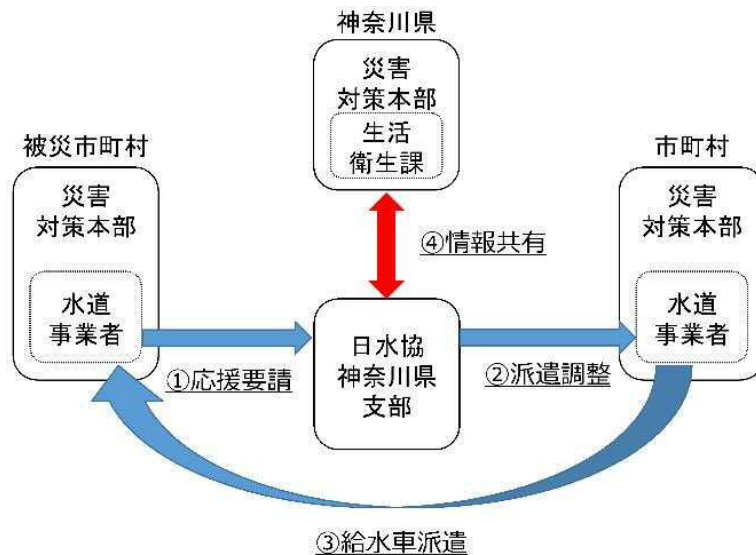 神奈川県
災害
対策本部
生活
衛生課
被災市町村
災害
対策本部
水道
事業者
市町村
災害
対策本部
水道
事業者
④情報共有
日水協
神奈川県
支部
①応援要請
②派遣調整
③給水車派遣